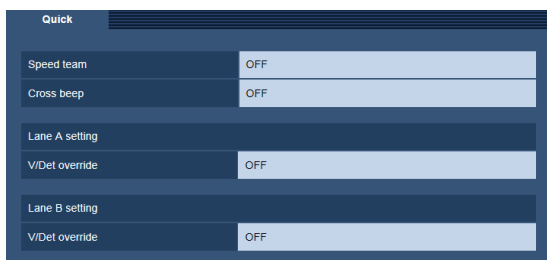 Quick
Speed team OFF
Cross beep OFF
Lane A setting
V/Det override OFF
Lane B setting
V/Det override OFF